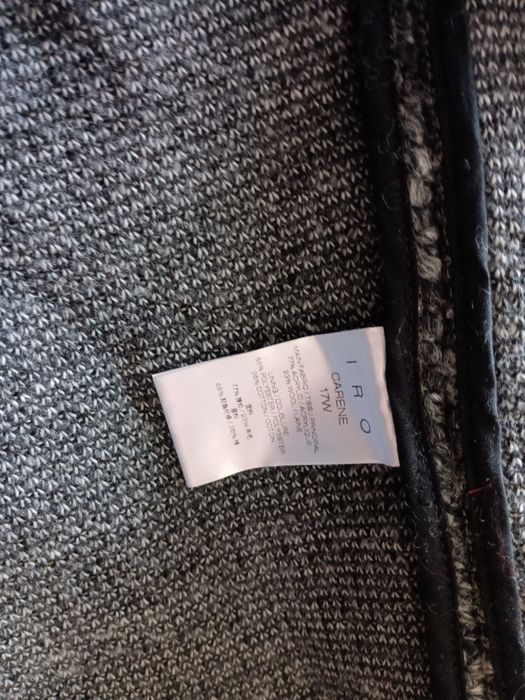 IRO
CARENE
17W
MAIN FABRIC / TISSU PRINCIPAL
77% ACRYLIC / ACRYLIQUE
23% WOOL / LAINE
LINING / DOUBLURE
65% POLYESTER / POLYESTER
35% COTTON / COTON